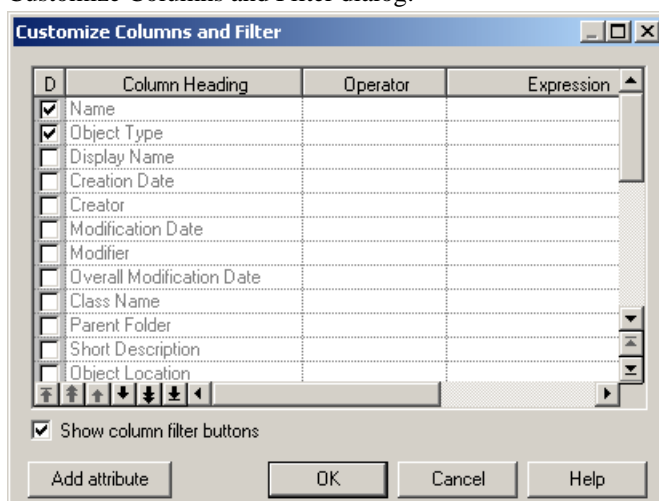 Customize Columns and Filter dialog.
Customize Columns and Filter
D Column Heading Operator Expression
Name
Object Type
Display Name
Creation Date
Creator
Modification Date
Modifier
Overall Modification Date
Class Name
Parent Folder
Short Description
Object Location
Show column filter buttons
Add attribute OK Cancel Help